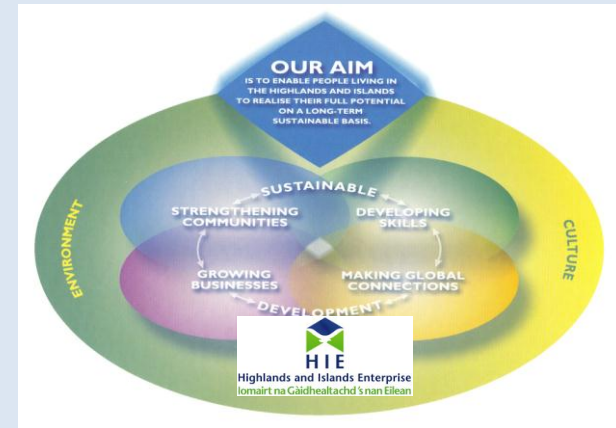 OUR AIM
IS TO ENABLE PEOPLE LIVING IN
THE HIGHLANDS AND ISLANDS
TO REALISE THEIR FULL POTENTIAL
ON A LONG-TERM
SUSTAINABLE BASIS.
SUSTAINABLE
STRENGTHENING
COMMUNITIES
DEVELOPING
SKILLS
ENVIRONMENT
CULTURE
GROWING
BUSINESSES
MAKING GLOBAL
CONNECTIONS
DEVELOPMENT
HIE
Highlands and Islands Enterprise
Iomairt na Gàidhealtachd 's nan Eilean